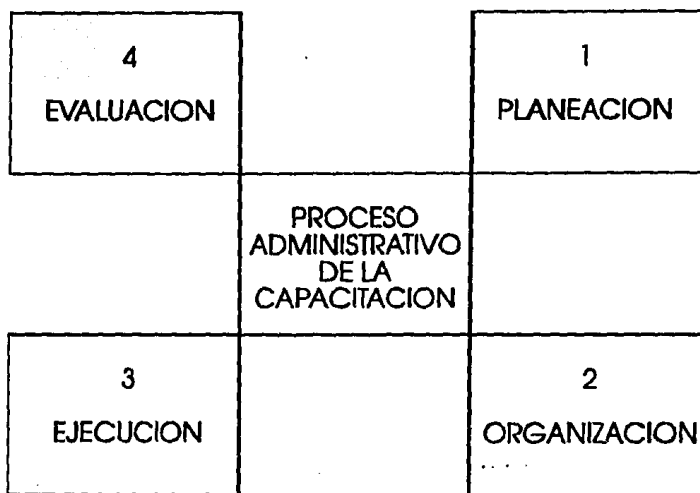 4
EVALUACION
1
PLANEACION
PROCESO
ADMINISTRATIVO
DE LA
CAPACITACION
3
EJECUCION
2
ORGANIZACION